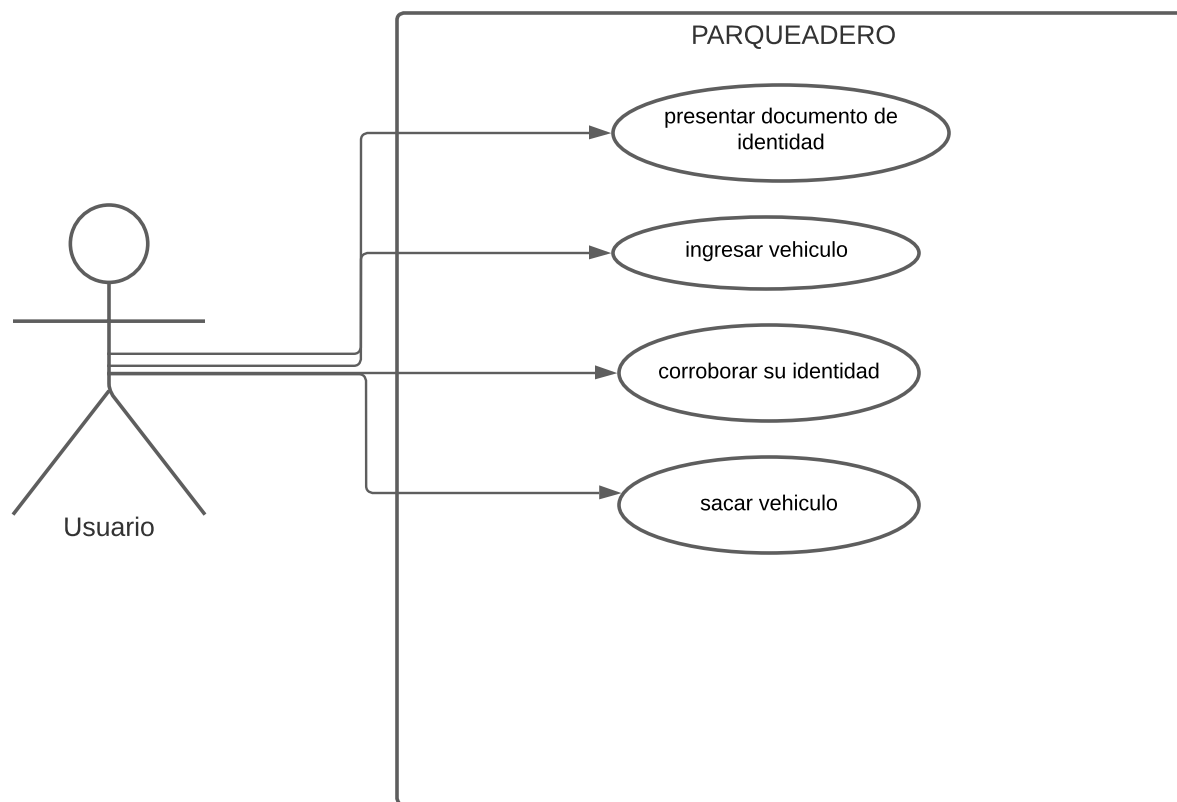 PARQUEADERO
presentar documento de
identidad
ingresar vehiculo
corroborar su identidad
sacar vehiculo
Usuario